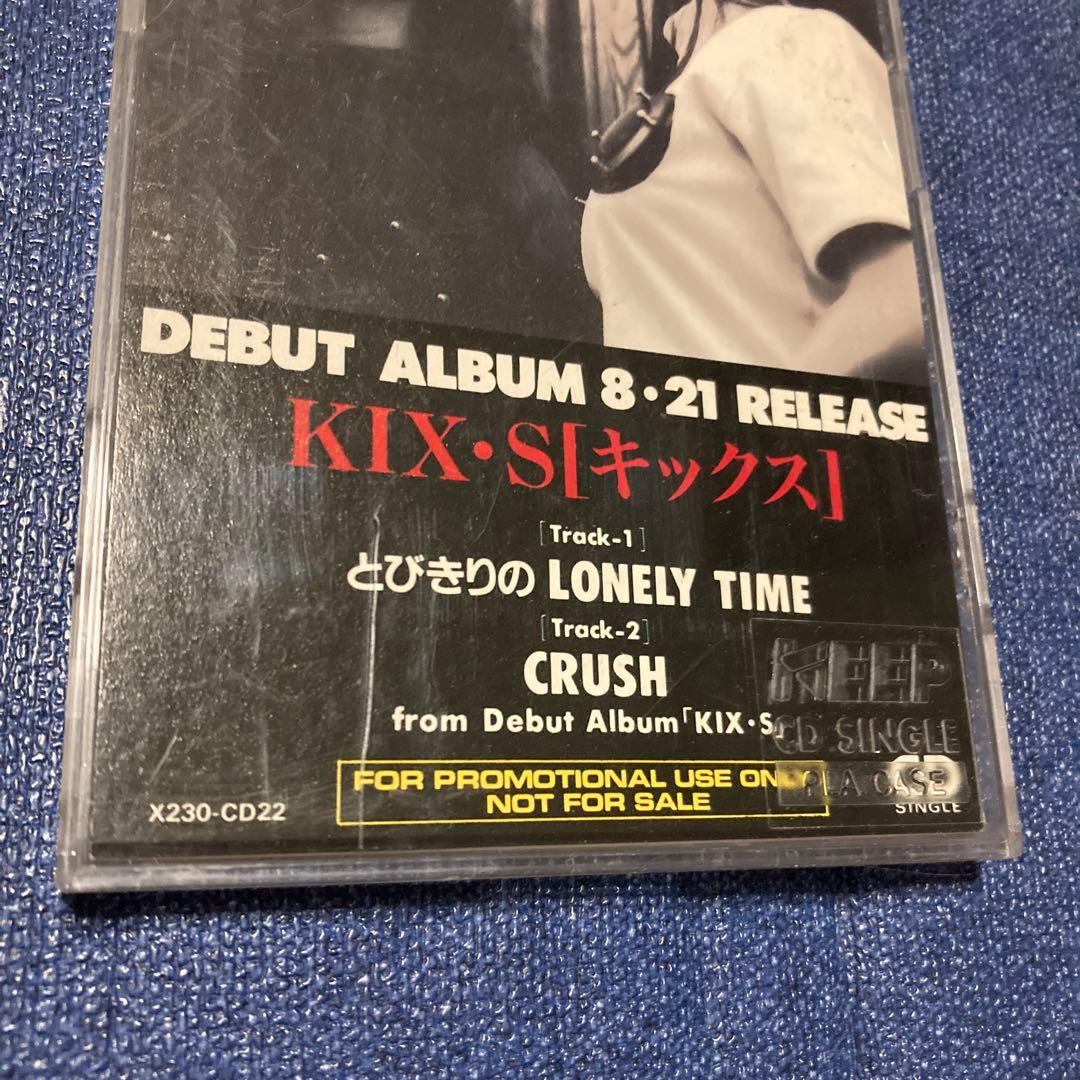 DEBUT ALBUM 8・21 RELEASE
KIX・S[キックス]
[Track-1]
とびきりの LONELY TIME
[Track-2]
CRUSH
from Debut Album「KIX・S」
KEEP
CD SINGLE
PLA CASE
FOR PROMOTIONAL USE ONLY
NOT FOR SALE
X230-CD22
SINGLE